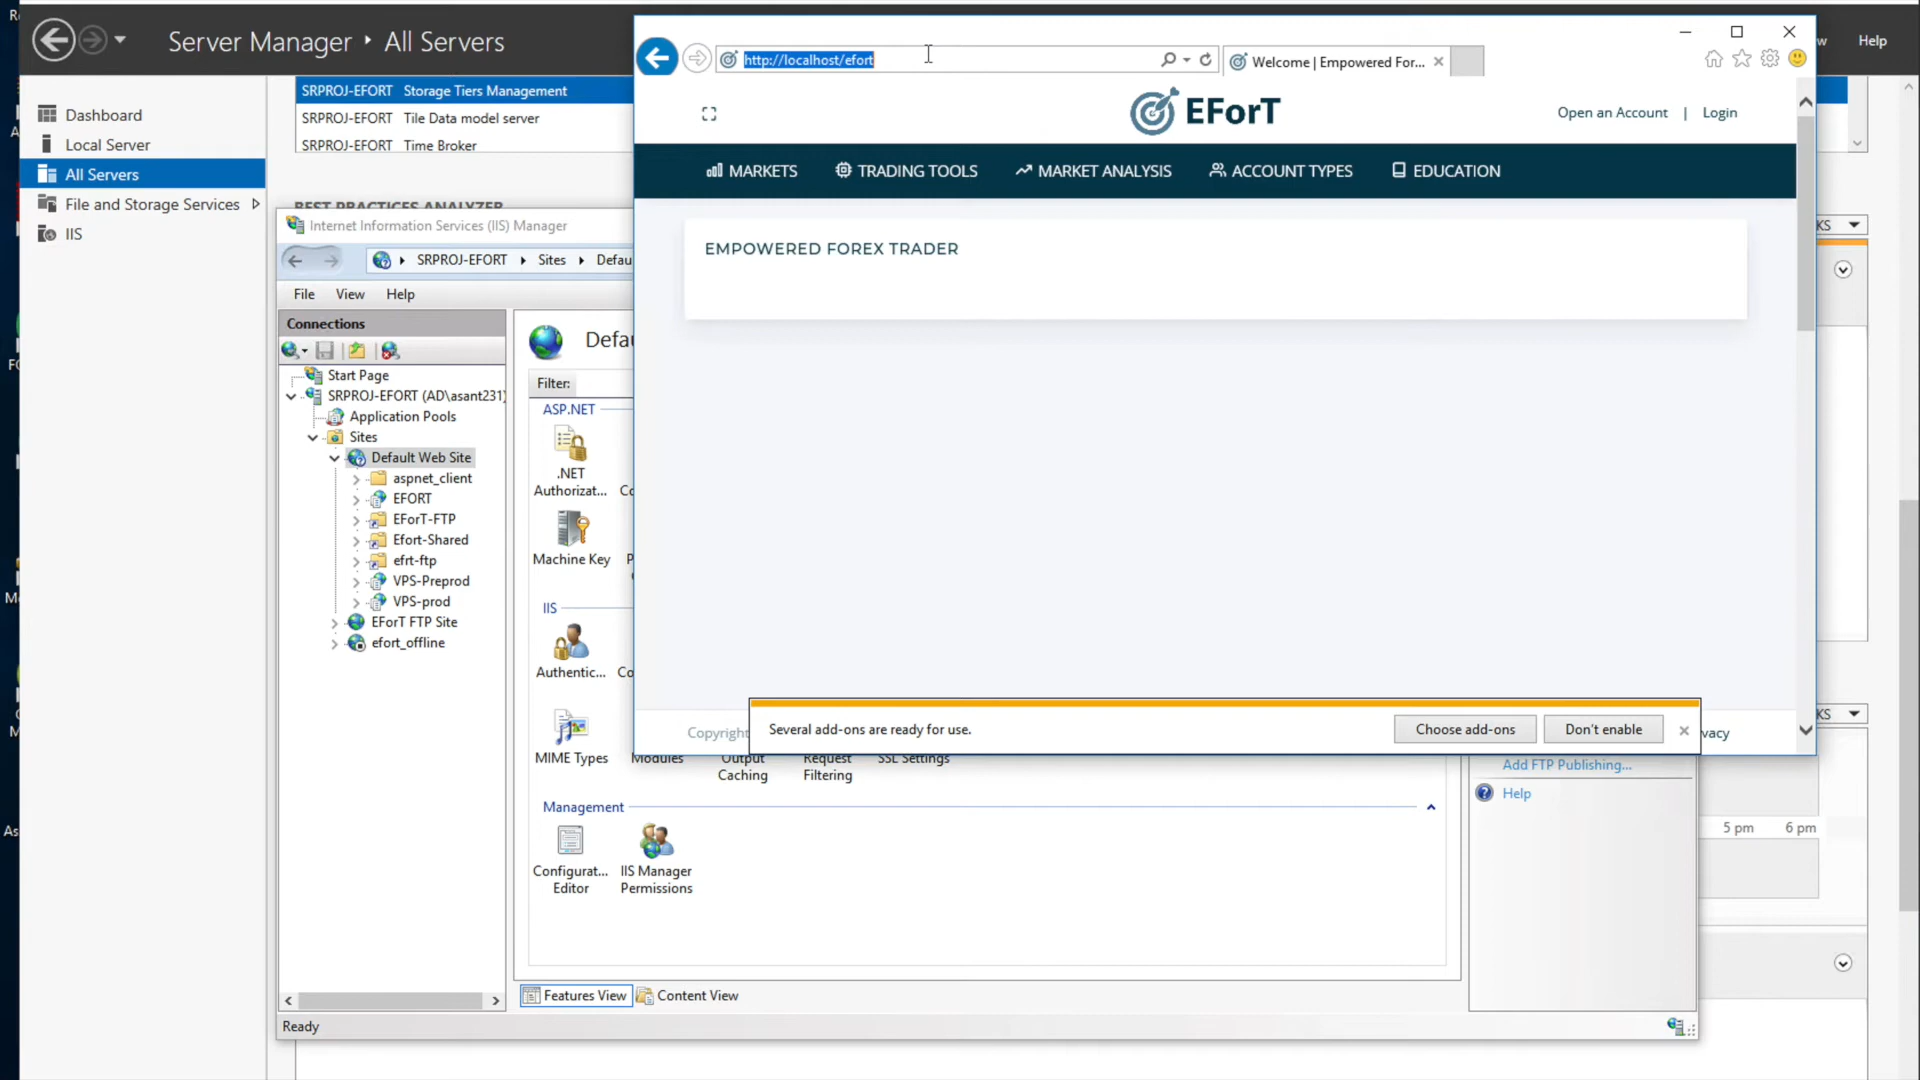 Server Manager ‣ All Servers
Help
Dashboard
Local Server
All Servers
File and Storage Services
IIS
SRPROJ-EFORT Storage Tiers Management
SRPROJ-EFORT Tile Data model server
SRPROJ-EFORT Time Broker
BEST PRACTICES ANALYZER
http://localhost/efort
Welcome | Empowered For...
EForT
Open an Account | Login
MARKETS
TRADING TOOLS
MARKET ANALYSIS
ACCOUNT TYPES
EDUCATION
EMPOWERED FOREX TRADER
Several add-ons are ready for use.
Choose add-ons
Don't enable
Copyright
vacy
Internet Information Services (IIS) Manager
SRPROJ-EFORT
Sites
Defau
File
View
Help
Connections
Start Page
SRPROJ-EFORT (AD\asant231)
Application Pools
Sites
Default Web Site
aspnet_client
EFORT
EForT-FTP
Efort-Shared
efrt-ftp
VPS-Preprod
VPS-prod
EForT FTP Site
efort_offline
Defau
Filter:
ASP.NET
.NET
Authorizat...
Machine Key
IIS
Authentic...
MIME Types
Modules
Output
Caching
Request
Filtering
SSL Settings
Management
Configurat...
Editor
IIS Manager
Permissions
Add FTP Publishing...
Help
Features View
Content View
Ready
KS
KS
5 pm
6 pm